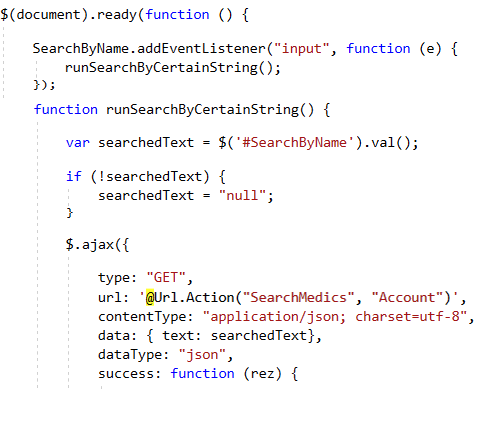 $(document).ready(function () {
SearchByName.addEventListener("input", function (e) {
runSearchByCertainString();
});
function runSearchByCertainString() {
var searchedText = $('#SearchByName').val();
if (!searchedText) {
searchedText = "null";
}
$.ajax({
type: "GET",
url: '@Url.Action("SearchMedics", "Account")',
contentType: "application/json; charset=utf-8",
data: { text: searchedText},
dataType: "json",
success: function (rez) {